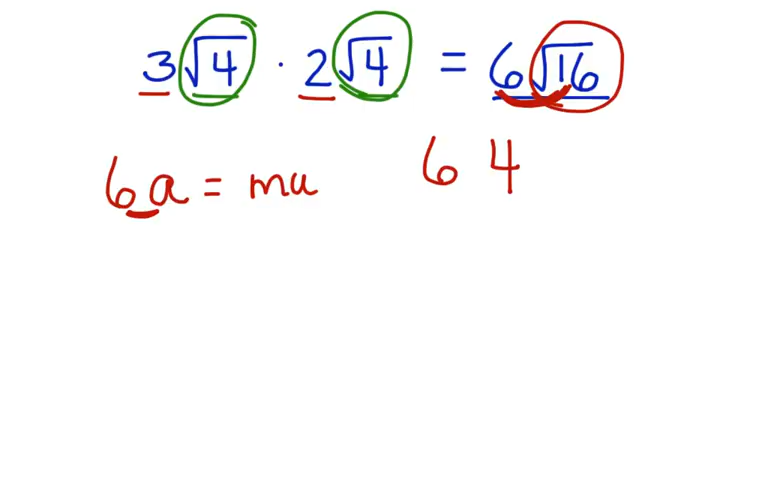 3√4 · 2√4 = 6√16
6a = mu
6 4